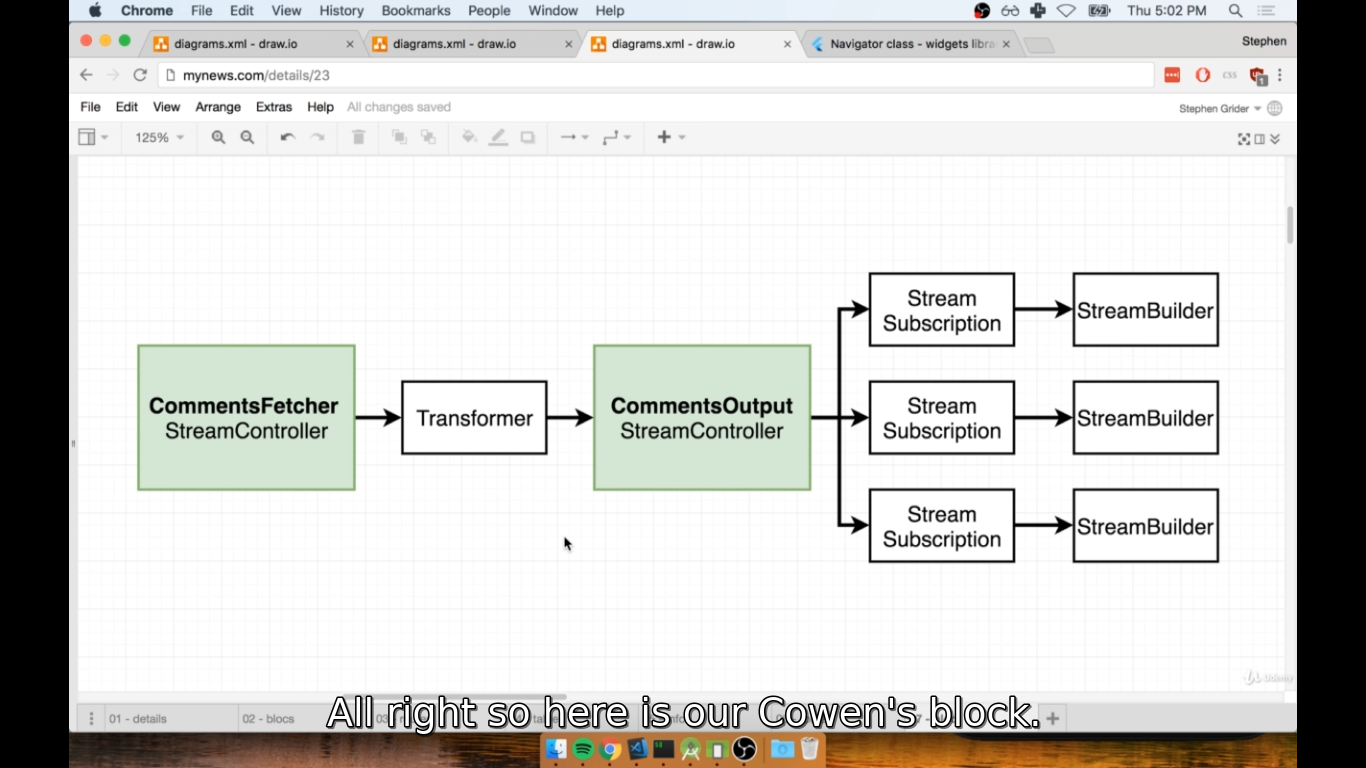 Chrome File Edit View History Bookmarks People Window Help Thu 5:02 PM
diagrams.xml - draw.io diagrams.xml - draw.io diagrams.xml - draw.io Navigator class - widgets libra Stephen
mynews.com/details/23
File Edit View Arrange Extras Help All changes saved Stephen Grider
125%
Stream
Subscription
StreamBuilder
CommentsFetcher
StreamController
Transformer
CommentsOutput
StreamController
Stream
Subscription
StreamBuilder
Stream
Subscription
StreamBuilder
Udemy
01 - details 02 - blocs
All right so here is our Cowen's block.